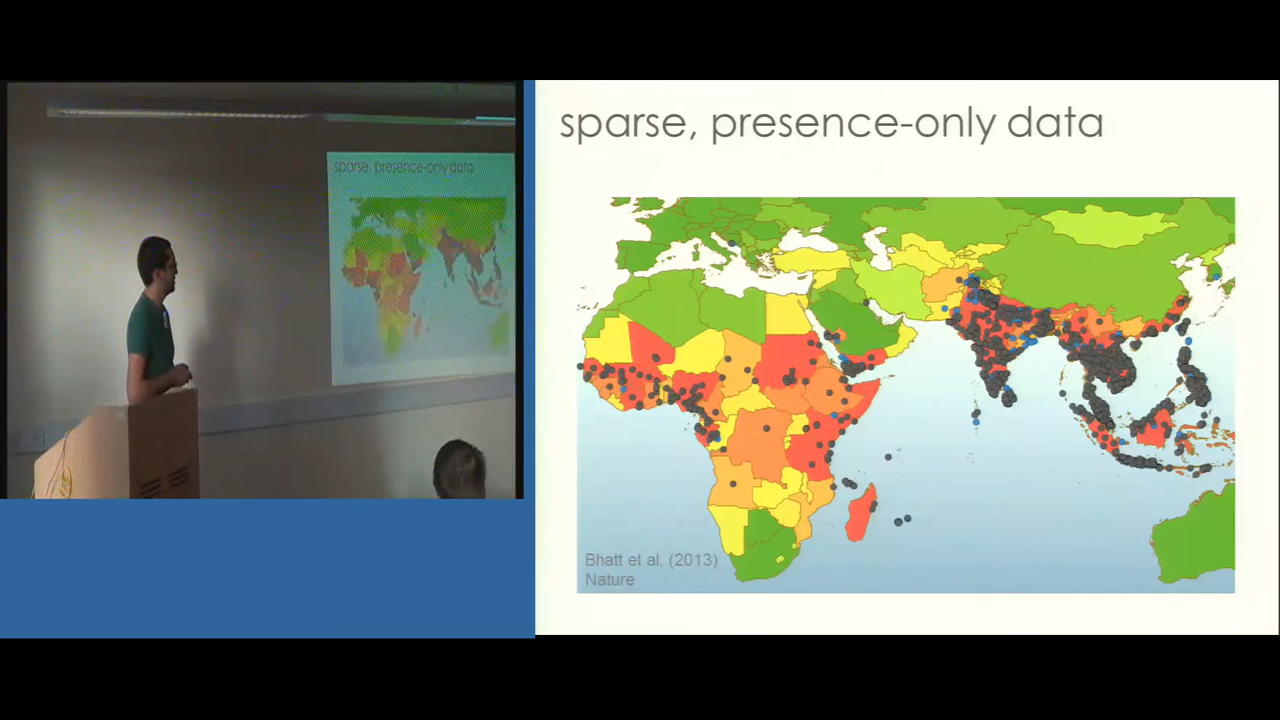 sparse, presence-only data
sparse, presence-only data
Bhatt et al. (2013)
Nature